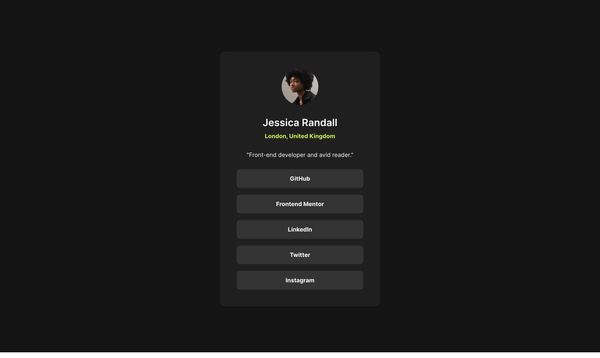 Jessica Randall
London, United Kingdom
"Front-end developer and avid reader."
GitHub
Frontend Mentor
LinkedIn
Twitter
Instagram